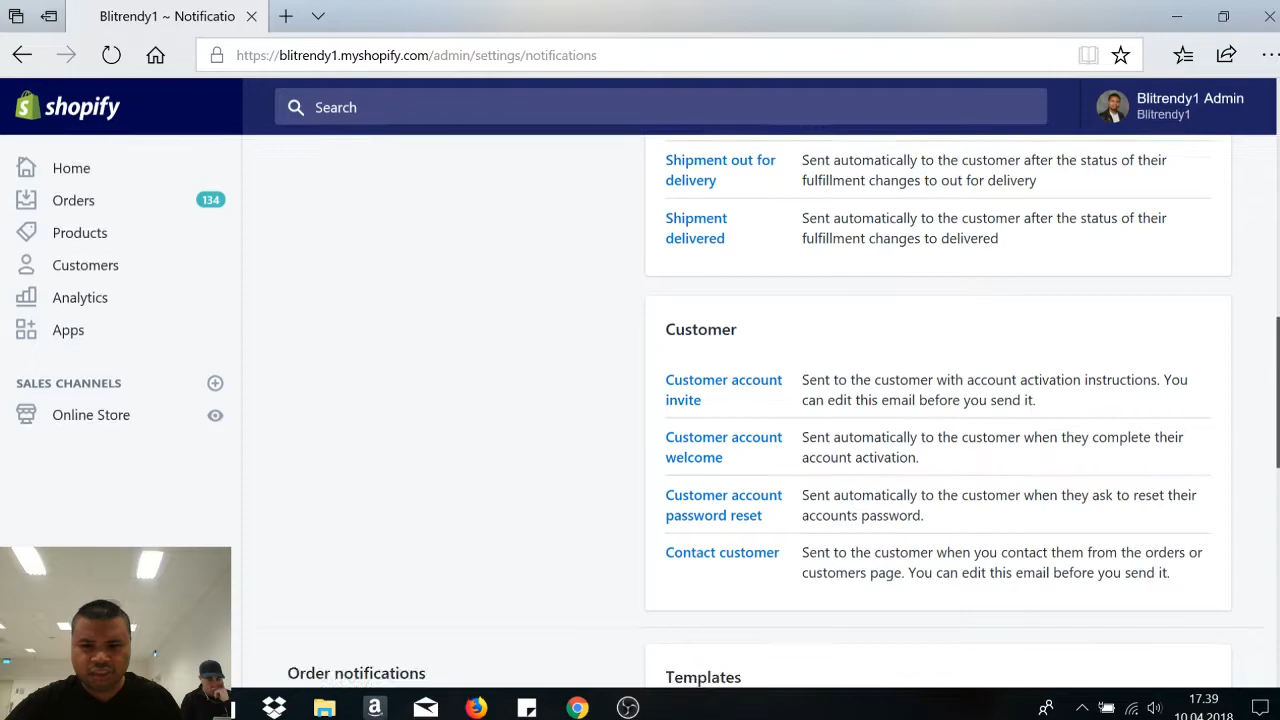 Blitrendy1 ~ Notificatio
https://blitrendy1.myshopify.com/admin/settings/notifications
shopify
Search
Blitrendy1 Admin
Blitrendy1
Home
Orders
134
Products
Customers
Analytics
Apps
SALES CHANNELS
Online Store
Shipment out for
delivery
Sent automatically to the customer after the status of their
fulfillment changes to out for delivery
Shipment
delivered
Sent automatically to the customer after the status of their
fulfillment changes to delivered
Customer
Customer account
invite
Sent to the customer with account activation instructions. You
can edit this email before you send it.
Customer account
welcome
Sent automatically to the customer when they complete their
account activation.
Customer account
password reset
Sent automatically to the customer when they ask to reset their
accounts password.
Contact customer
Sent to the customer when you contact them from the orders or
customers page. You can edit this email before you send it.
Order notifications
Templates
17.39
10.04.2018